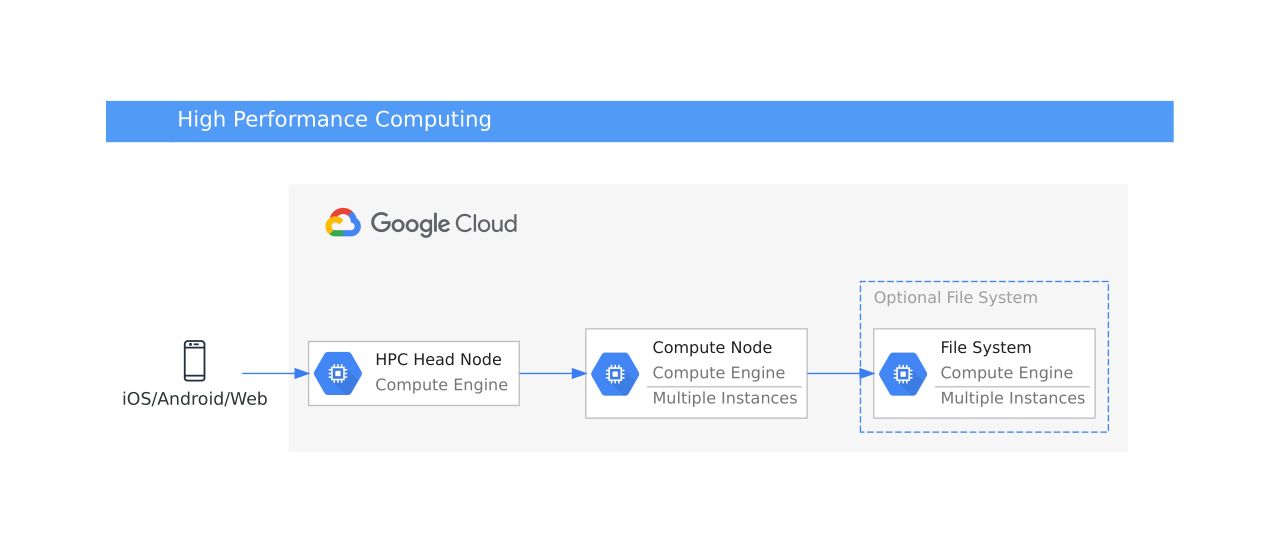 High Performance Computing
Google Cloud
Optional File System
iOS/Android/Web
HPC Head Node
Compute Engine
Compute Node
Compute Engine
Multiple Instances
File System
Compute Engine
Multiple Instances